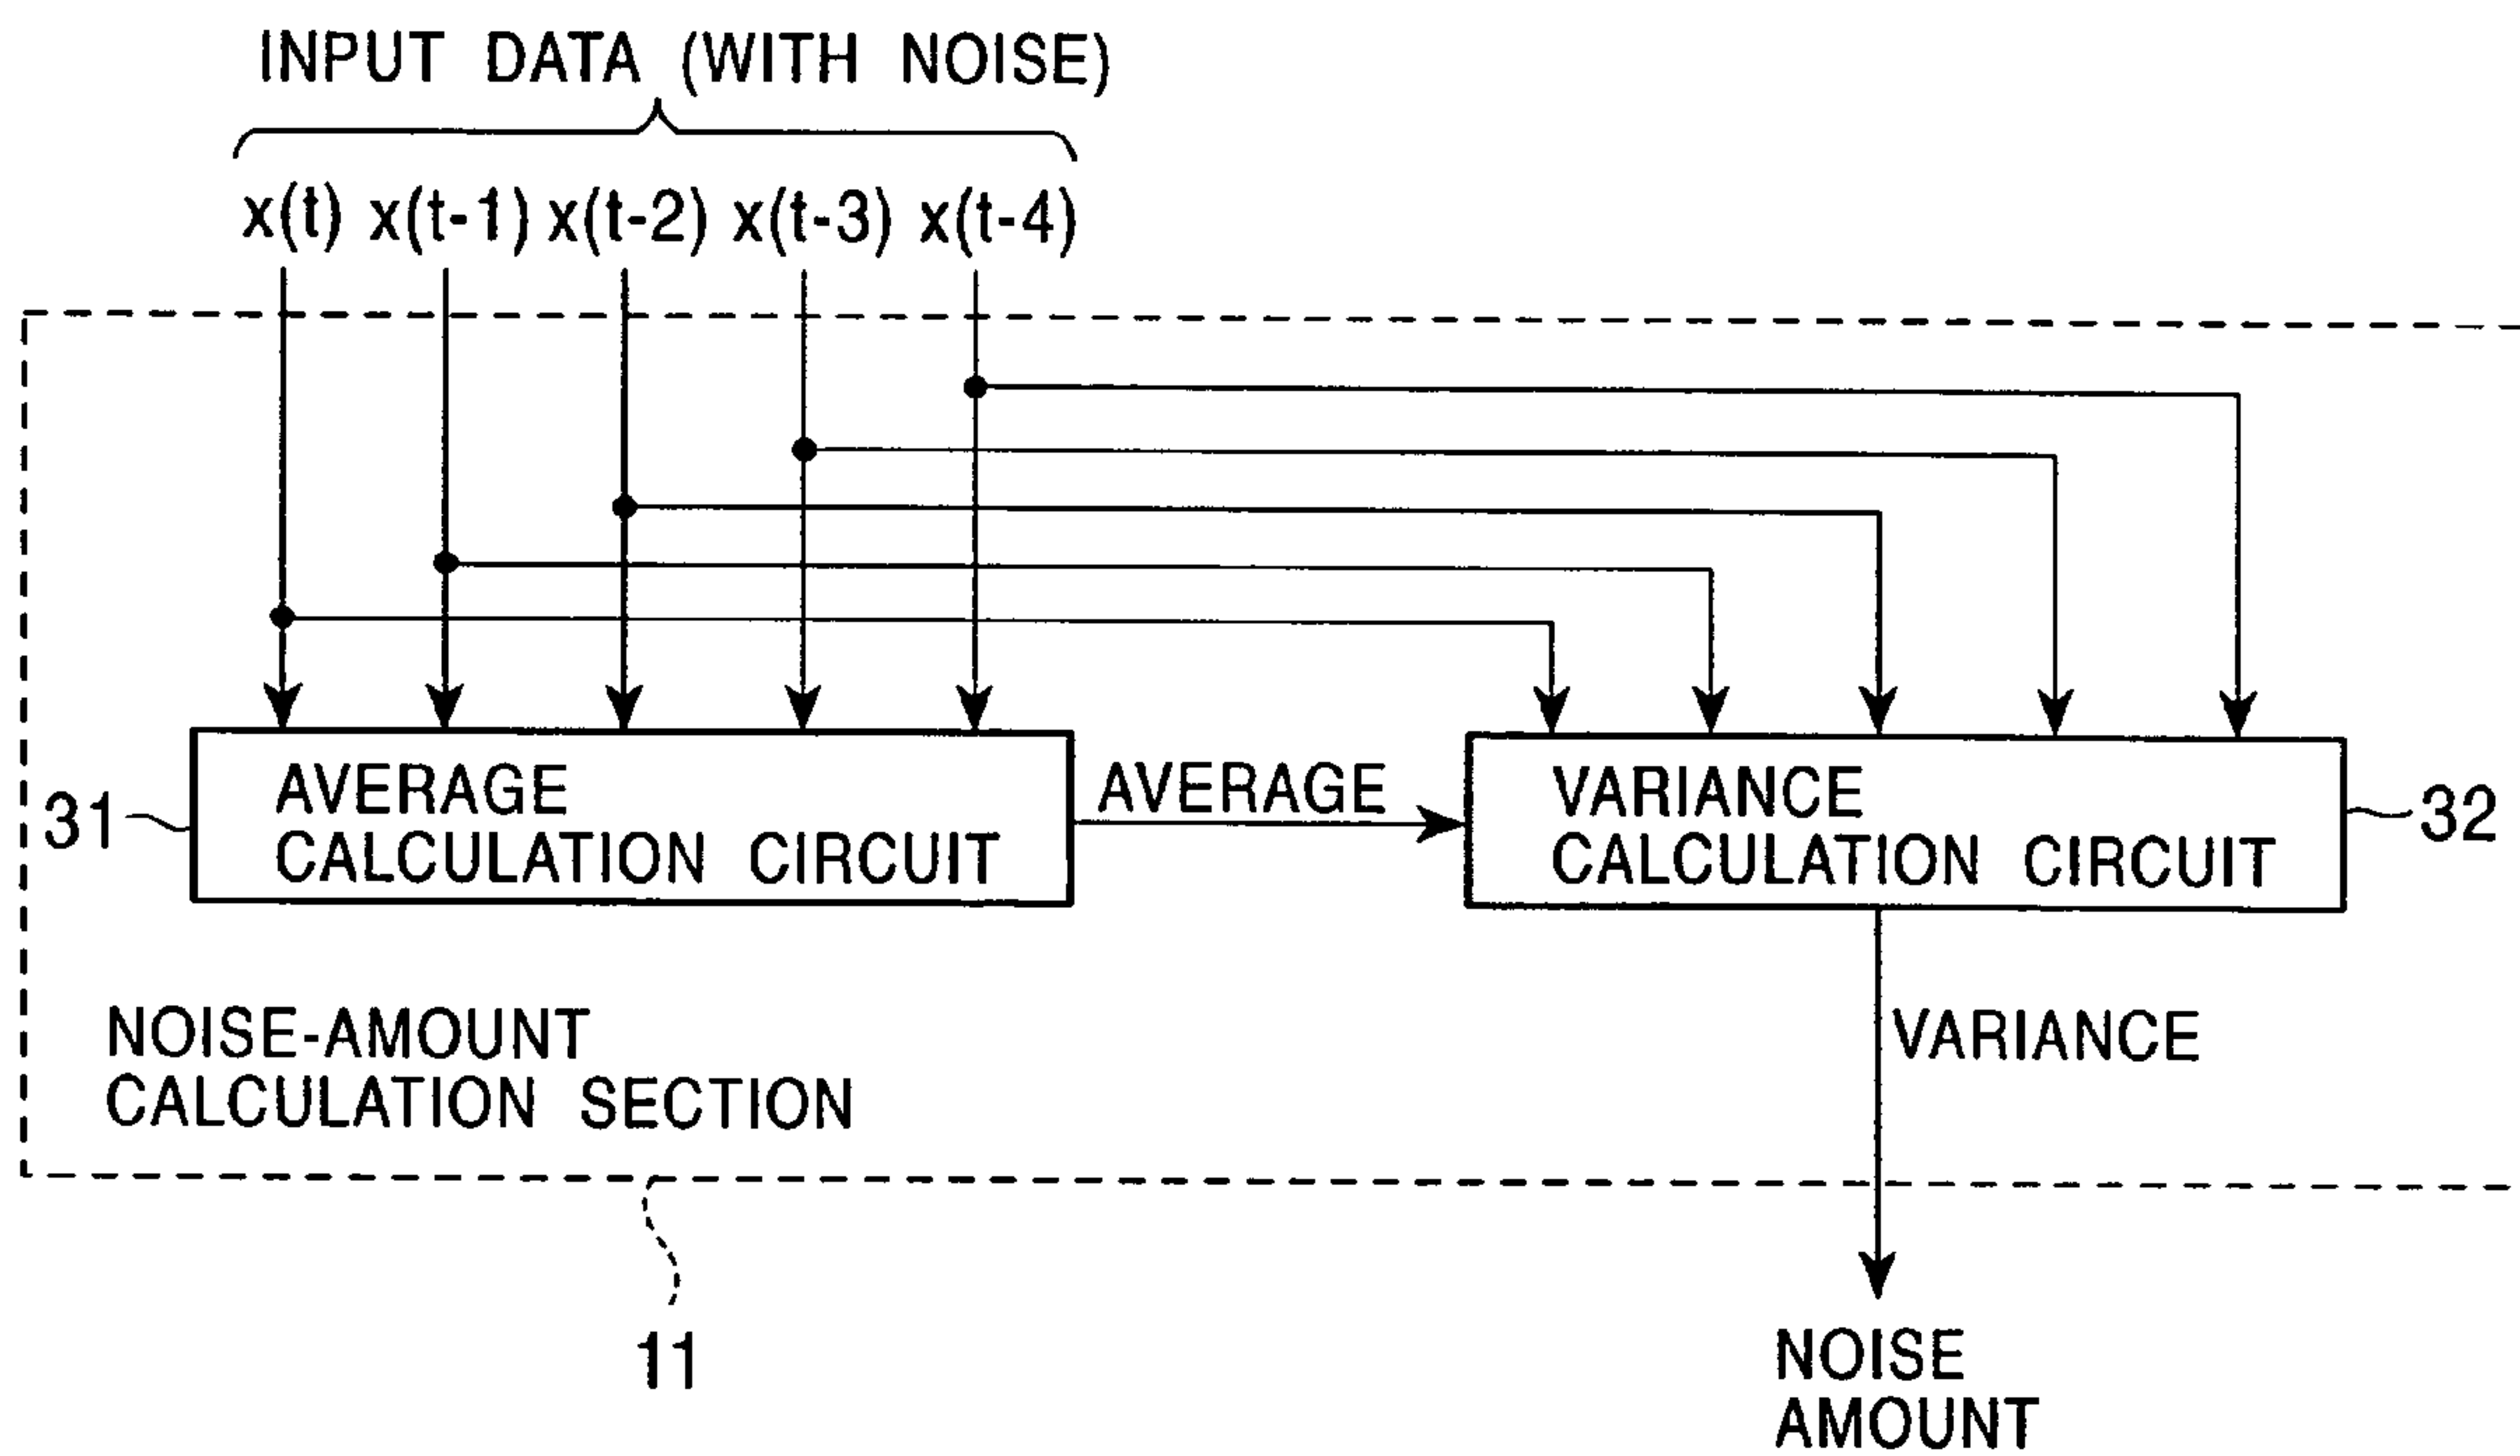 INPUT DATA (WITH NOISE)
x(t) x(t-1) x(t-2) x(t-3) x(t-4)
31
AVERAGE
CALCULATION CIRCUIT
AVERAGE
VARIANCE
CALCULATION CIRCUIT
32
NOISE-AMOUNT
CALCULATION SECTION
VARIANCE
11
NOISE
AMOUNT